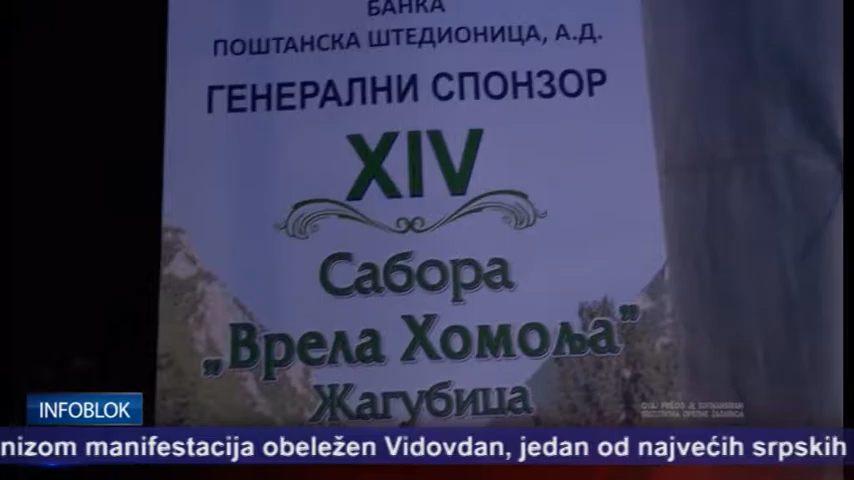 БАНКА
ПОШТАНСКА ШТЕДИОНИЦА, А.Д.
ГЕНЕРАЛНИ СПОНЗОР
XIV
Сабора
„Врела Хомоља”
Жагубица
INFOBLOK
nizom manifestacija obeležen Vidovdan, jedan od najvećih srpskih